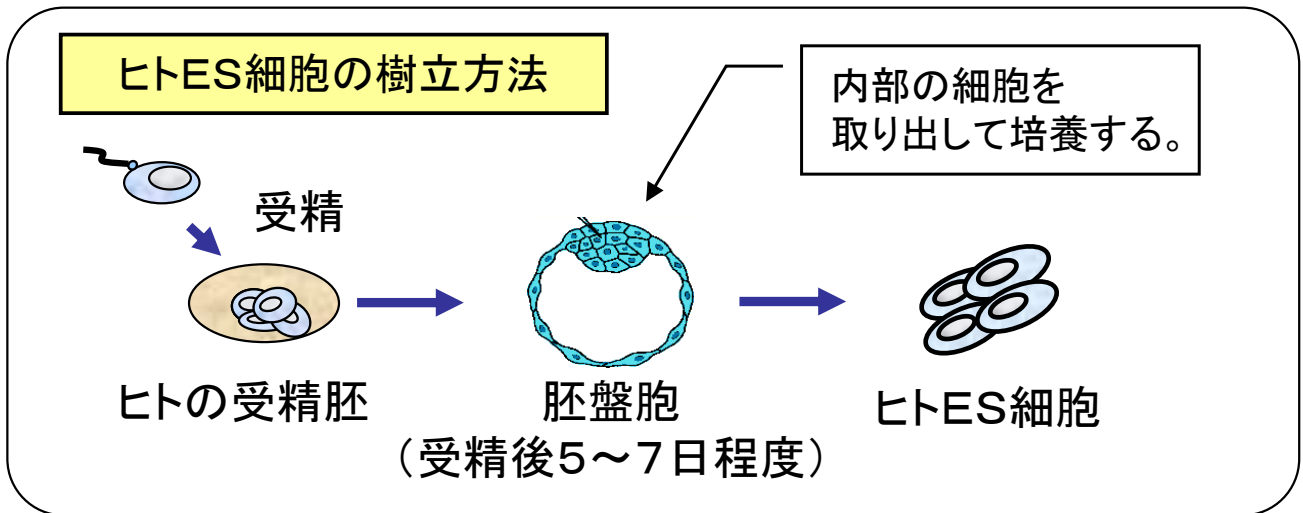 ヒトES細胞の樹立方法
内部の細胞を
取り出して培養する。
受精
ヒトの受精胚
胚盤胞
（受精後５～７日程度）
ヒトES細胞